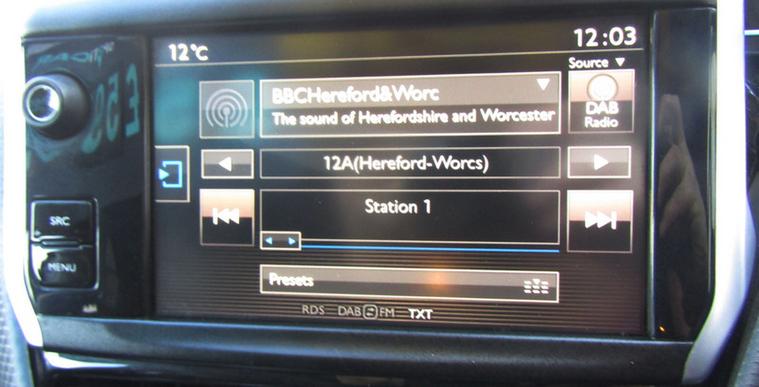 12°C
12:03
Source
BBCHereford&Worc
The sound of Herefordshire and Worcester
DAB
Radio
12A(Hereford-Worcs)
Station 1
SRC
MENU
Presets
RDS DAB FM TXT